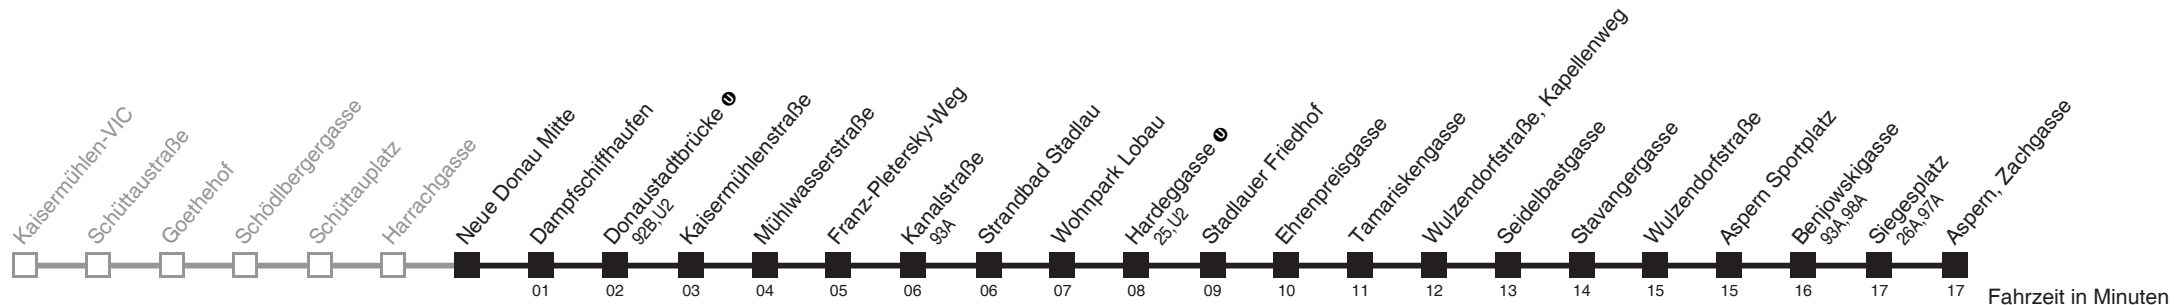 Kaisermühlen-VIC
Schüttaustraße
Goethehof
Schödlbergergasse
Schüttauplatz
Harrachgasse
Neue Donau Mitte
Dampfschiffhaufen
Donaustadtbrücke U
92B, U2
Kaisermühlenstraße
Mühlwasserstraße
Franz-Pletersky-Weg
Kanalstraße
93A
Strandbad Stadlau
Wohnpark Lobau
Hardeggasse U
25, U2
Stadlauer Friedhof
Ehrenpreisgasse
Tamariskengasse
Wulzendorfstraße, Kapellenweg
Seidelbastgasse
Stavangergasse
Wulzendorfstraße
Aspern Sportplatz
Benjowskigasse
93A, 98A
Siegesplatz
26A, 97A
Aspern, Zachgasse
01 02 03 04 05 06 06 07 08 09 10 11 12 13 14 15 15 16 17 17 Fahrzeit in Minuten